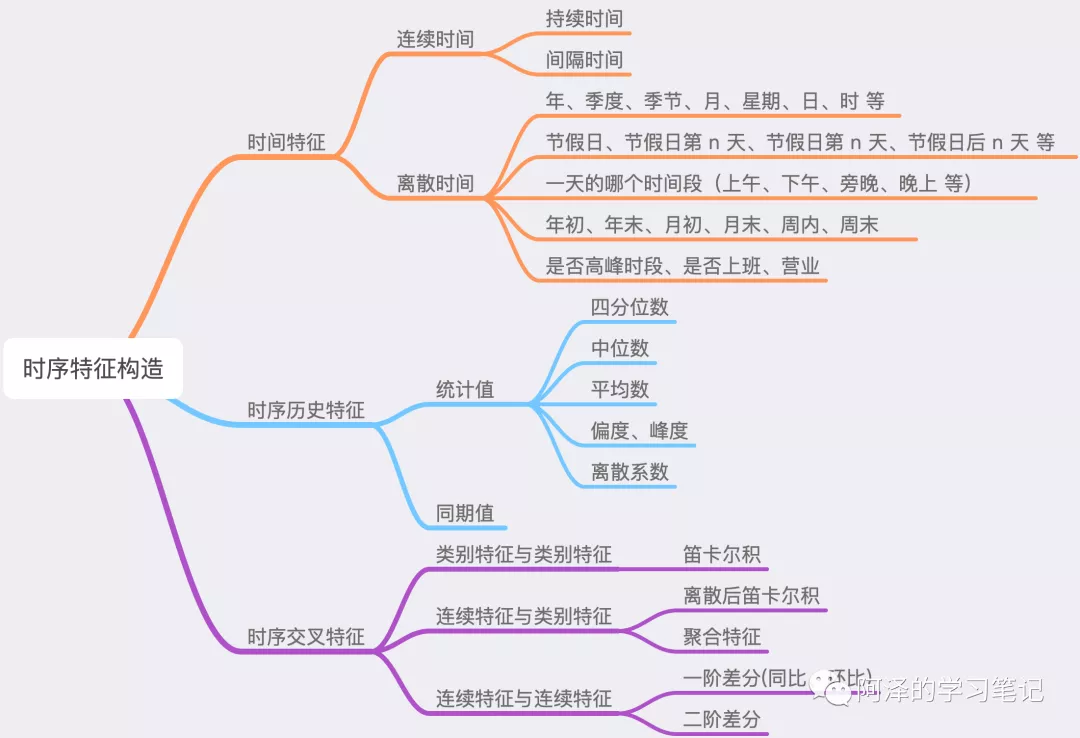 时序特征构造
时间特征
连续时间
持续时间
间隔时间
离散时间
年、季度、季节、月、星期、日、时 等
节假日、节假日第 n 天、节假日第 n 天、节假日后 n 天 等
一天的哪个时间段（上午、下午、旁晚、晚上 等）
年初、年末、月初、月末、周内、周末
是否高峰时段、是否上班、营业
时序历史特征
统计值
四分位数
中位数
平均数
偏度、峰度
离散系数
同期值
时序交叉特征
类别特征与类别特征
笛卡尔积
连续特征与类别特征
离散后笛卡尔积
聚合特征
连续特征与连续特征
一阶差分(同比、环比)
二阶差分
阿泽的学习笔记